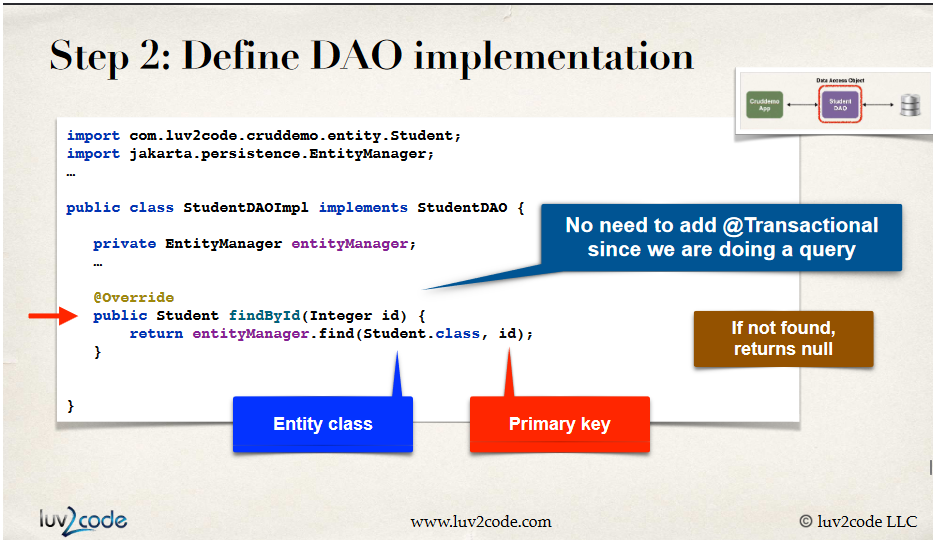 Step 2: Define DAO implementation
Data Access Object
Cruddemo
App
Student
DAO
import com.luv2code.cruddemo.entity.Student;
import jakarta.persistence.EntityManager;
…
public class StudentDAOImpl implements StudentDAO {
private EntityManager entityManager;
…
No need to add @Transactional
since we are doing a query
@Override
public Student findById(Integer id) {
return entityManager.find(Student.class, id);
}
If not found,
returns null
}
Entity class
Primary key
luv2code
www.luv2code.com
© luv2code LLC